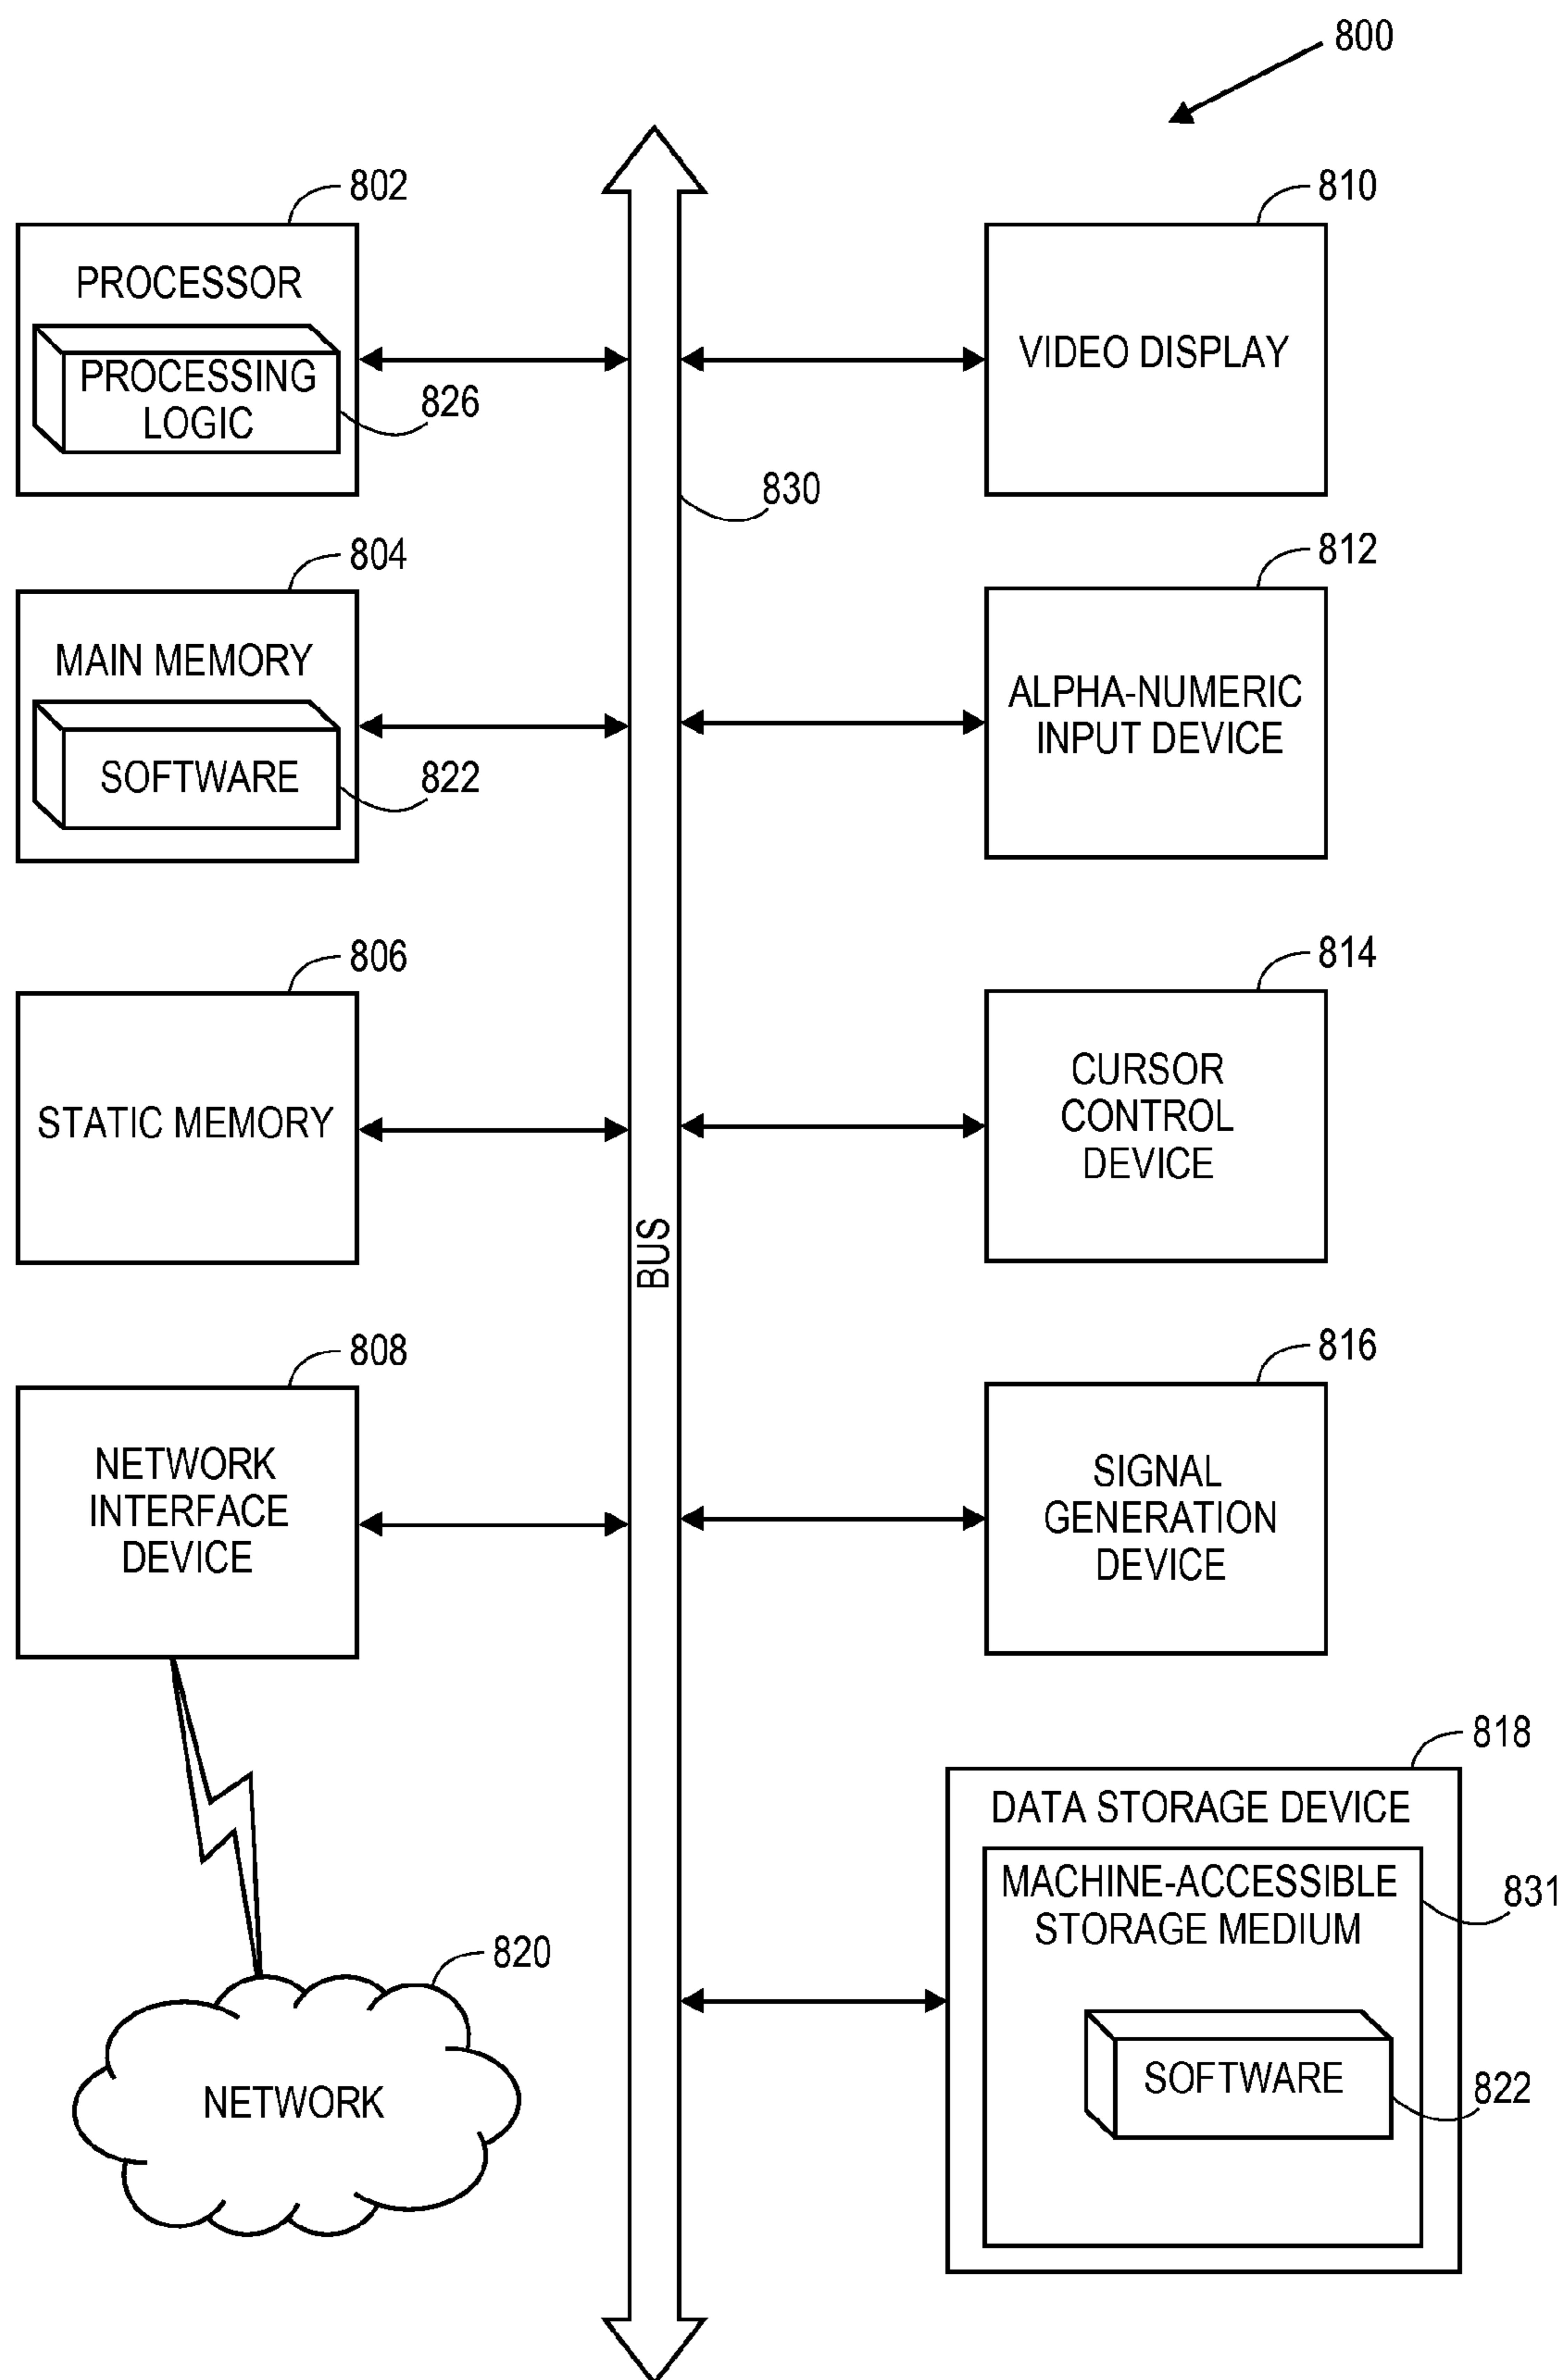 800
802
PROCESSOR
PROCESSING
LOGIC
826
804
MAIN MEMORY
SOFTWARE
822
806
STATIC MEMORY
808
NETWORK
INTERFACE
DEVICE
820
NETWORK
830
BUS
810
VIDEO DISPLAY
812
ALPHA-NUMERIC
INPUT DEVICE
814
CURSOR
CONTROL
DEVICE
816
SIGNAL
GENERATION
DEVICE
818
DATA STORAGE DEVICE
MACHINE-ACCESSIBLE
STORAGE MEDIUM
831
SOFTWARE
822